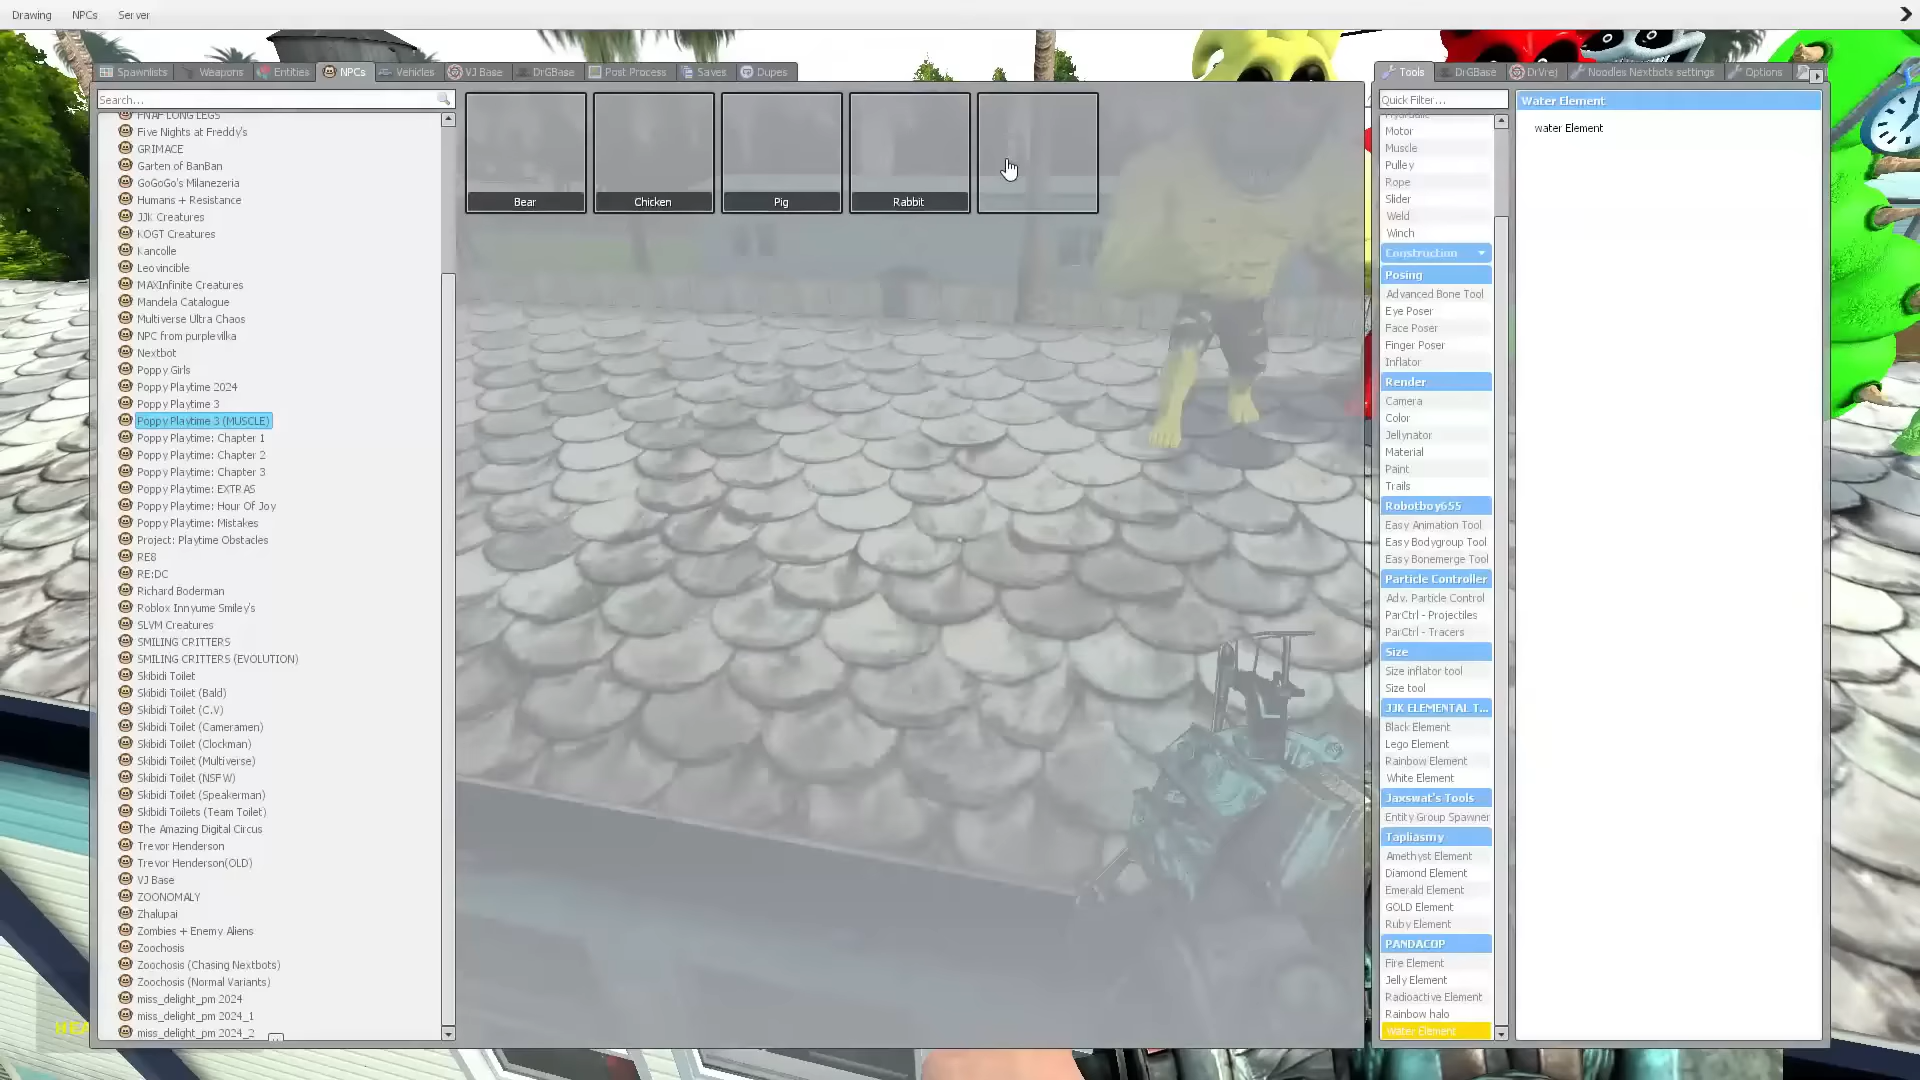 Drawing NPCs Server
Spawnlists Weapons Entities NPCs Vehicles VJ Base DrGBase Post Process Saves Dupes
Search...
FNAF LONG LEGS
Five Nights at Freddy's
GRIMACE
Garten of BanBan
GoGoGo's Milanezeria
Humans + Resistance
JJK Creatures
KOGT Creatures
Kancolle
Leovincible
MAXInfinite Creatures
Mandela Catalogue
Multiverse Ultra Chaos
NPC from purplevilka
Nextbot
Poppy Girls
Poppy Playtime 2024
Poppy Playtime 3
Poppy Playtime 3 (MUSCLE)
Poppy Playtime: Chapter 1
Poppy Playtime: Chapter 2
Poppy Playtime: Chapter 3
Poppy Playtime: EXTRAS
Poppy Playtime: Hour Of Joy
Poppy Playtime: Mistakes
Project: Playtime Obstacles
RE8
RE:DC
Richard Boderman
Roblox Innyume Smiley's
SLVM Creatures
SMILING CRITTERS
SMILING CRITTERS (EVOLUTION)
Skibidi Toilet
Skibidi Toilet (Bald)
Skibidi Toilet (C.V)
Skibidi Toilet (Cameramen)
Skibidi Toilet (Clockman)
Skibidi Toilet (Multiverse)
Skibidi Toilet (NSFW)
Skibidi Toilet (Speakerman)
Skibidi Toilets (Team Toilet)
The Amazing Digital Circus
Trevor Henderson
Trevor Henderson(OLD)
VJ Base
ZOONOMALY
Zhalupai
Zombies + Enemy Aliens
Zoochosis
Zoochosis (Chasing Nextbots)
Zoochosis (Normal Variants)
miss_delight_pm 2024
miss_delight_pm 2024_1
miss_delight_pm 2024_2
Bear Chicken Pig Rabbit
Tools DrGBase DrVrej Noodles Nextbots settings Options
Quick Filter...
Hydraulic
Motor
Muscle
Pulley
Rope
Slider
Weld
Winch
Construction
Posing
Advanced Bone Tool
Eye Poser
Face Poser
Finger Poser
Inflator
Render
Camera
Color
Jellynator
Material
Paint
Trails
Robotboy655
Easy Animation Tool
Easy Bodygroup Tool
Easy Bonemerge Tool
Particle Controller
Adv. Particle Control
ParCtrl - Projectiles
ParCtrl - Tracers
Size
Size inflator tool
Size tool
JJK ELEMENTAL T...
Black Element
Lego Element
Rainbow Element
White Element
Jaxswat's Tools
Entity Group Spawner
Tapliasmy
Amethyst Element
Diamond Element
Emerald Element
GOLD Element
Ruby Element
PANDACOP
Fire Element
Jelly Element
Radioactive Element
Rainbow halo
Water Element
Water Element
water Element